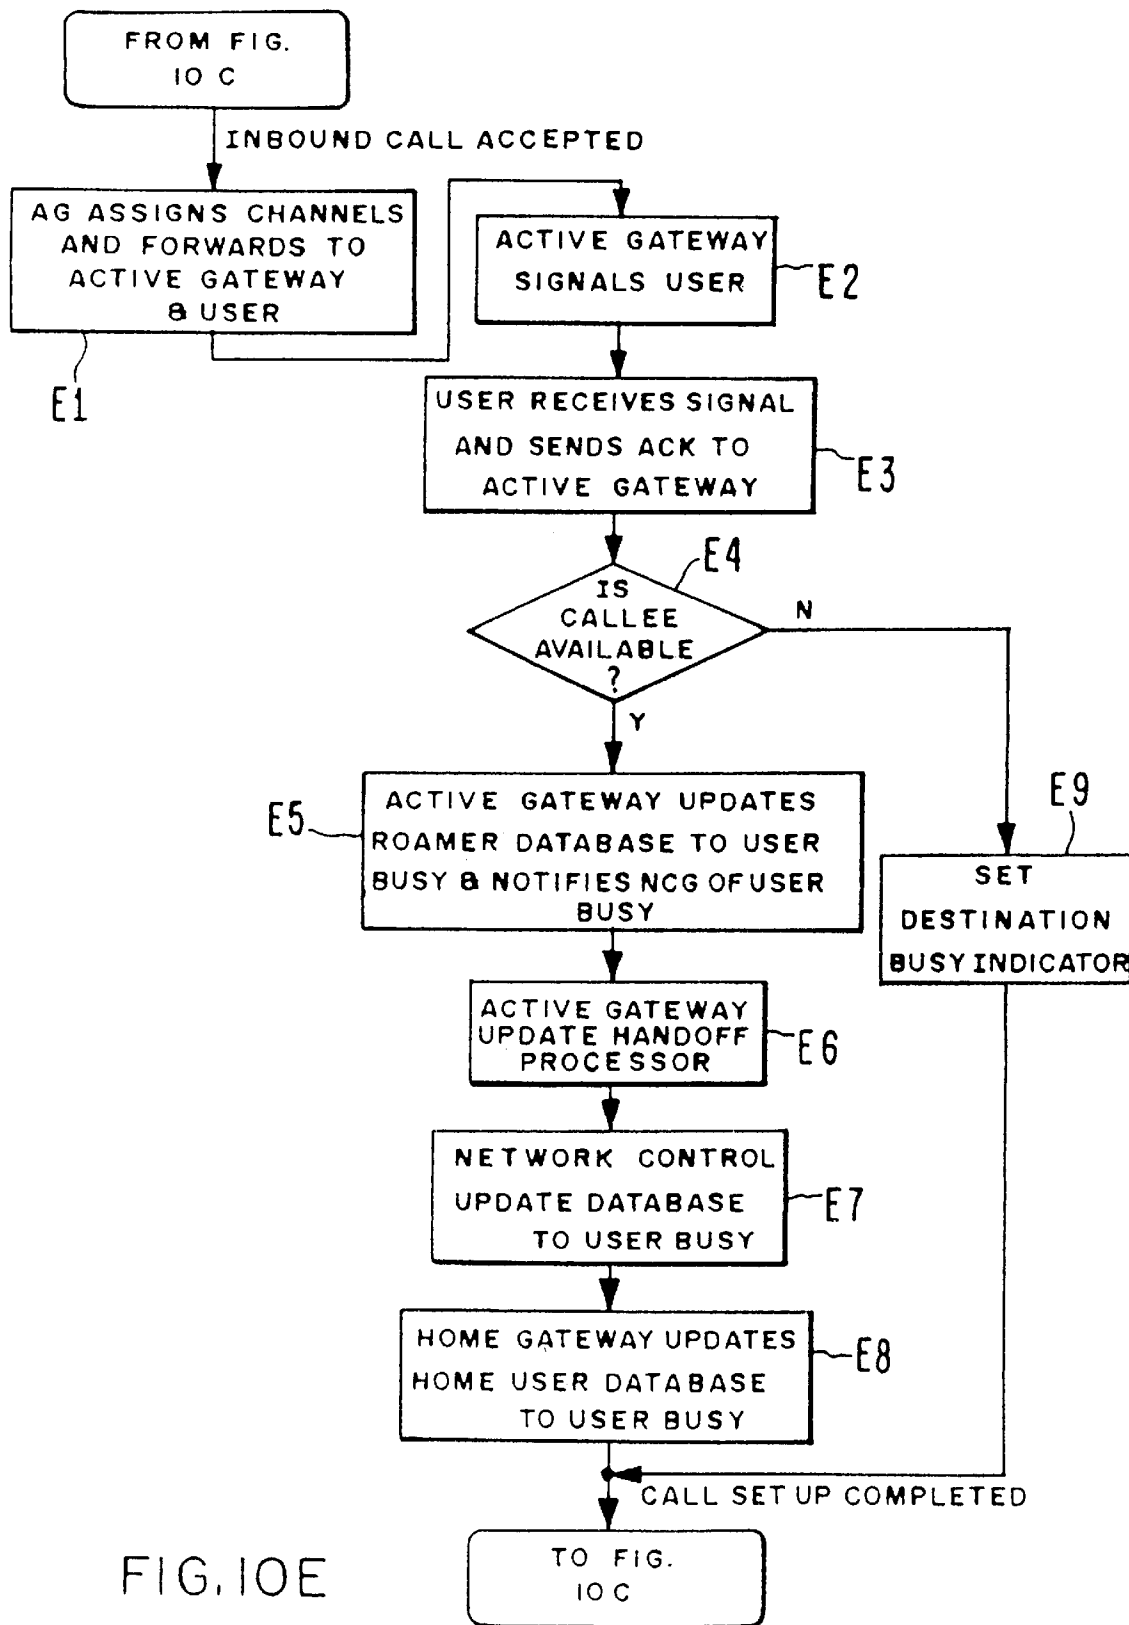 FROM FIG.
10 C
INBOUND CALL ACCEPTED
AG ASSIGNS CHANNELS
AND FORWARDS TO
ACTIVE GATEWAY
& USER
E1
ACTIVE GATEWAY
SIGNALS USER
E2
USER RECEIVES SIGNAL
AND SENDS ACK TO
ACTIVE GATEWAY
E3
E4
IS
CALLEE
AVAILABLE
?
N
Y
ACTIVE GATEWAY UPDATES
ROAMER DATABASE TO USER
BUSY & NOTIFIES NCG OF USER
BUSY
E5
E9
SET
DESTINATION
BUSY INDICATOR
ACTIVE GATEWAY
UPDATE HANDOFF
PROCESSOR
E6
NETWORK CONTROL
UPDATE DATABASE
TO USER BUSY
E7
HOME GATEWAY UPDATES
HOME USER DATABASE
TO USER BUSY
E8
CALL SET UP COMPLETED
TO FIG.
10 C
FIG. 10E